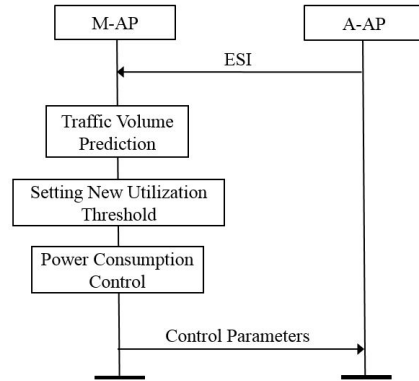 M-AP
A-AP
ESI
Traffic Volume
Prediction
Setting New Utilization
Threshold
Power Consumption
Control
Control Parameters